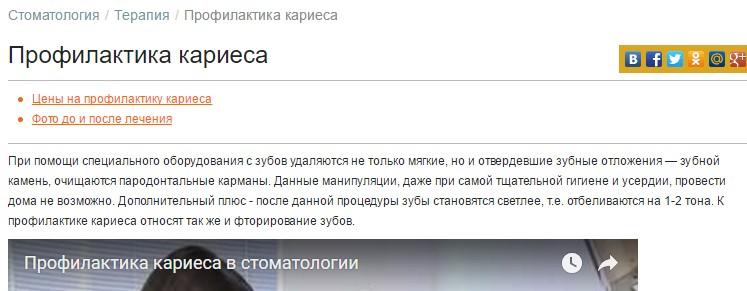 Стоматология / Терапия / Профилактика кариеса
Профилактика кариеса
Цены на профилактику кариеса
Фото до и после лечения
При помощи специального оборудования с зубов удаляются не только мягкие, но и отвердевшие зубные отложения — зубной
камень, очищаются пародонтальные карманы. Данные манипуляции, даже при самой тщательной гигиене и усердии, провести
дома не возможно. Дополнительный плюс - после данной процедуры зубы становятся светлее, т.е. отбеливаются на 1-2 тона. К
профилактике кариеса относят так же и фторирование зубов.
Профилактика кариеса в стоматологии